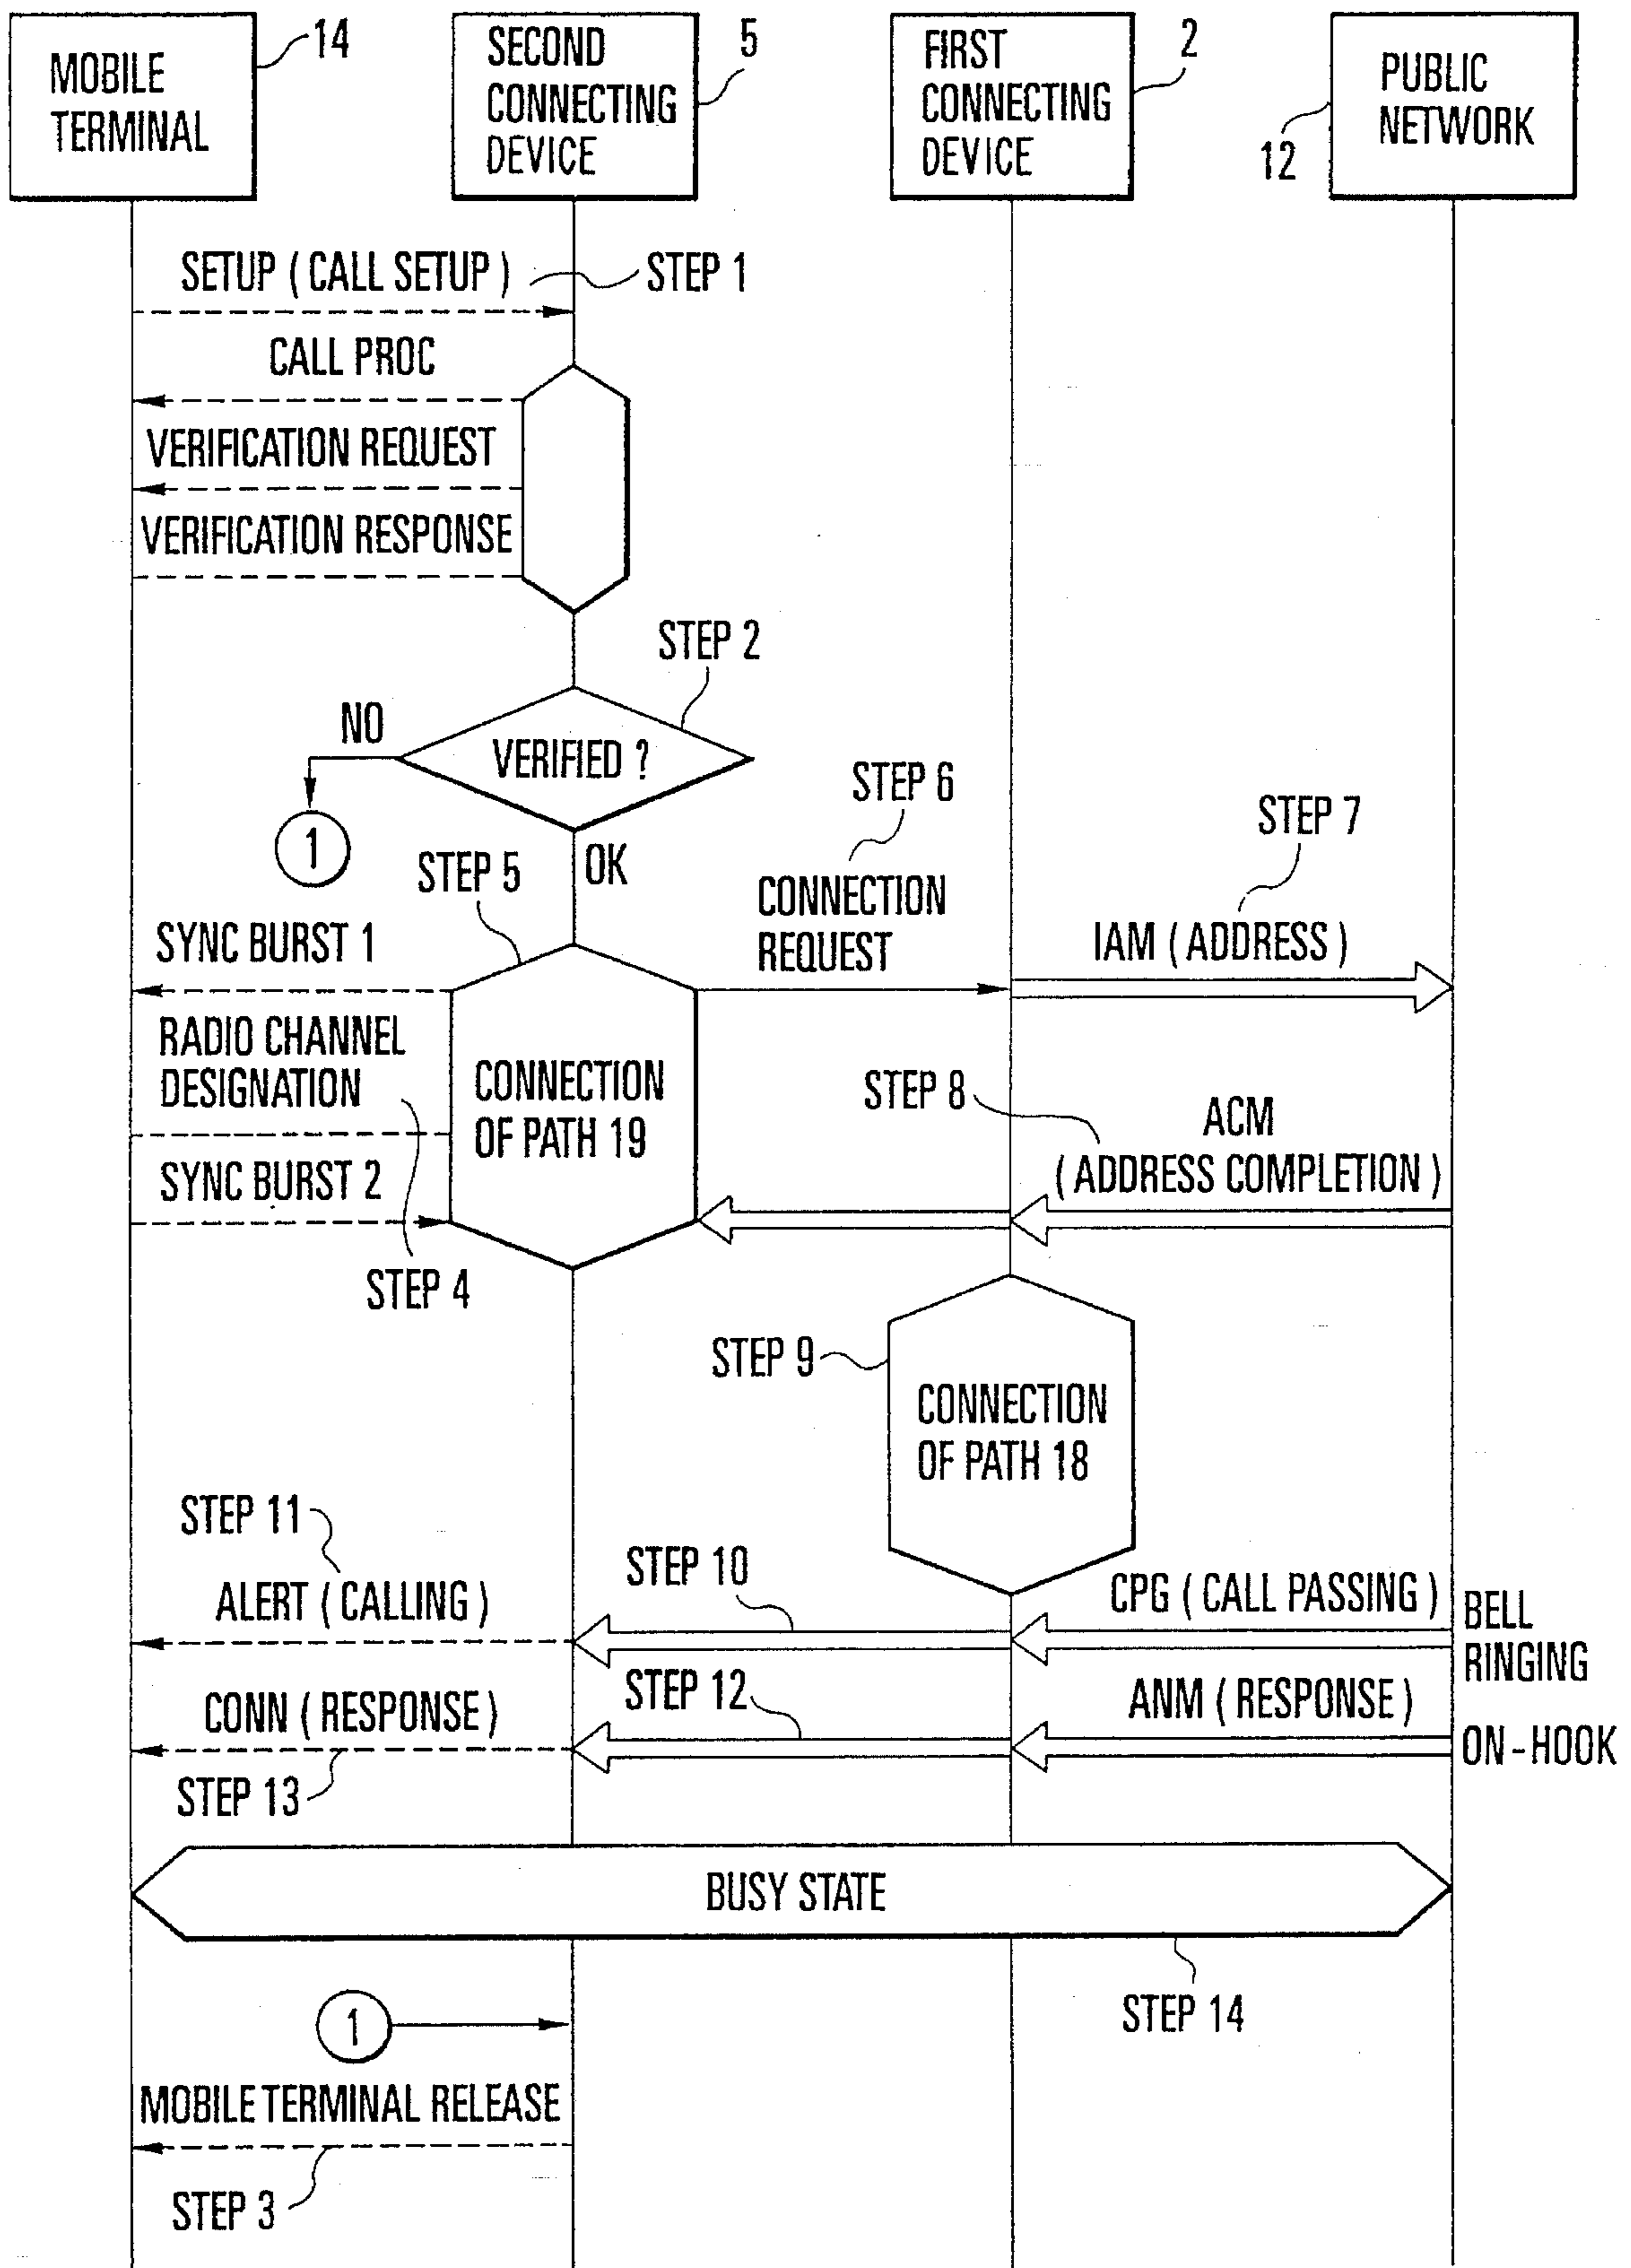 MOBILE
TERMINAL
14
SECOND
CONNECTING
DEVICE
5
FIRST
CONNECTING
DEVICE
2
PUBLIC
NETWORK
12
SETUP ( CALL SETUP )
STEP 1
CALL PROC
VERIFICATION REQUEST
VERIFICATION RESPONSE
STEP 2
NO
VERIFIED ?
1
OK
STEP 5
STEP 6
CONNECTION
REQUEST
STEP 7
IAM ( ADDRESS )
SYNC BURST 1
RADIO CHANNEL
DESIGNATION
CONNECTION
OF PATH 19
STEP 8
ACM
( ADDRESS COMPLETION )
SYNC BURST 2
STEP 4
STEP 9
CONNECTION
OF PATH 18
STEP 11
ALERT ( CALLING )
STEP 10
CPG ( CALL PASSING )
BELL
RINGING
CONN ( RESPONSE )
STEP 12
ANM ( RESPONSE )
ON-HOOK
STEP 13
BUSY STATE
STEP 14
1
MOBILE TERMINAL RELEASE
STEP 3